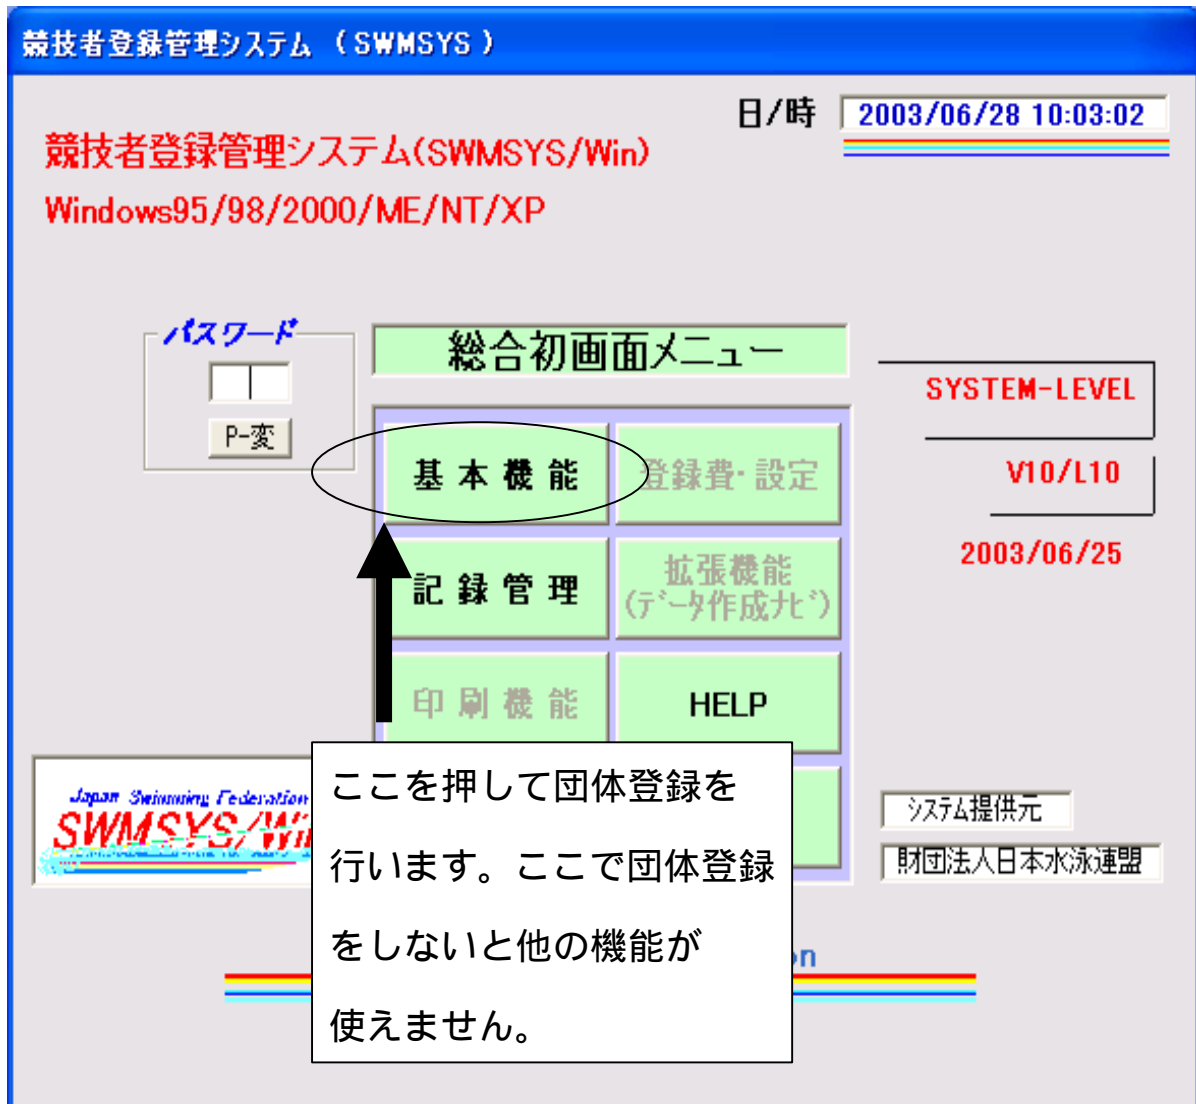 競技者登録管理システム (SWMSYS)
日/時 2003/06/28 10:03:02
競技者登録管理システム(SWMSYS/Win)
Windows95/98/2000/ME/NT/XP
パスワード
P-変
総合初画面メニュー
基本機能
登録費・設定
記録管理
拡張機能
(データ作成ナビ)
印刷機能
HELP
SYSTEM-LEVEL
V10/L10
2003/06/25
Japan Swimming Federation
SWMSYS/Wi
ここを押して団体登録を
行います。ここで団体登録
をしないと他の機能が
使えません。
システム提供元
財団法人日本水泳連盟